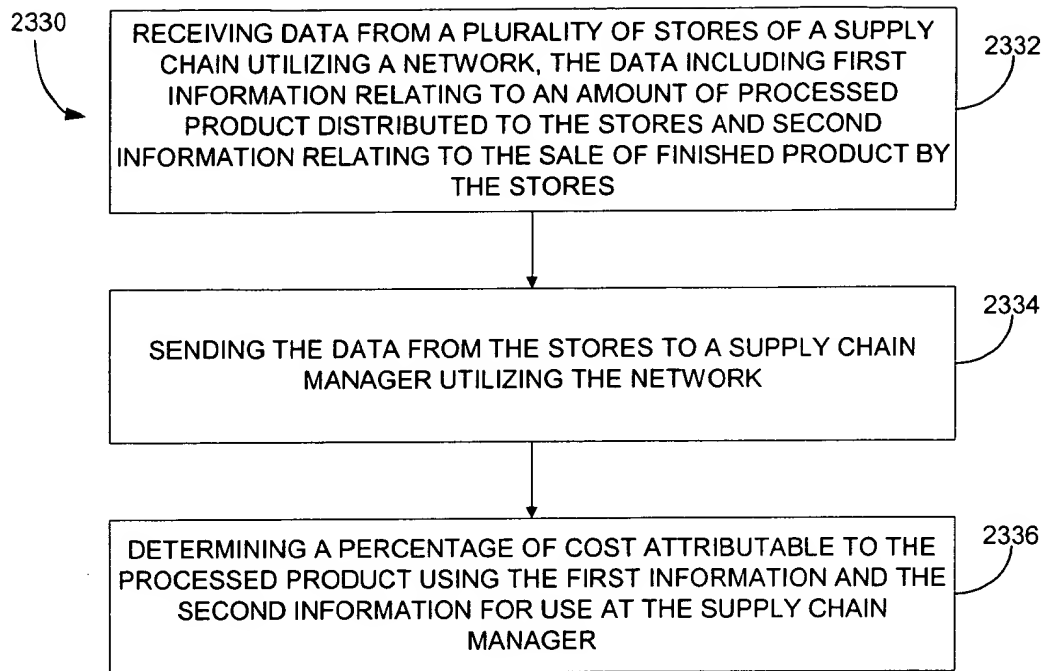 2330
RECEIVING DATA FROM A PLURALITY OF STORES OF A SUPPLY
CHAIN UTILIZING A NETWORK, THE DATA INCLUDING FIRST
INFORMATION RELATING TO AN AMOUNT OF PROCESSED
PRODUCT DISTRIBUTED TO THE STORES AND SECOND
INFORMATION RELATING TO THE SALE OF FINISHED PRODUCT BY
THE STORES
2332
SENDING THE DATA FROM THE STORES TO A SUPPLY CHAIN
MANAGER UTILIZING THE NETWORK
2334
DETERMINING A PERCENTAGE OF COST ATTRIBUTABLE TO THE
PROCESSED PRODUCT USING THE FIRST INFORMATION AND THE
SECOND INFORMATION FOR USE AT THE SUPPLY CHAIN
MANAGER
2336